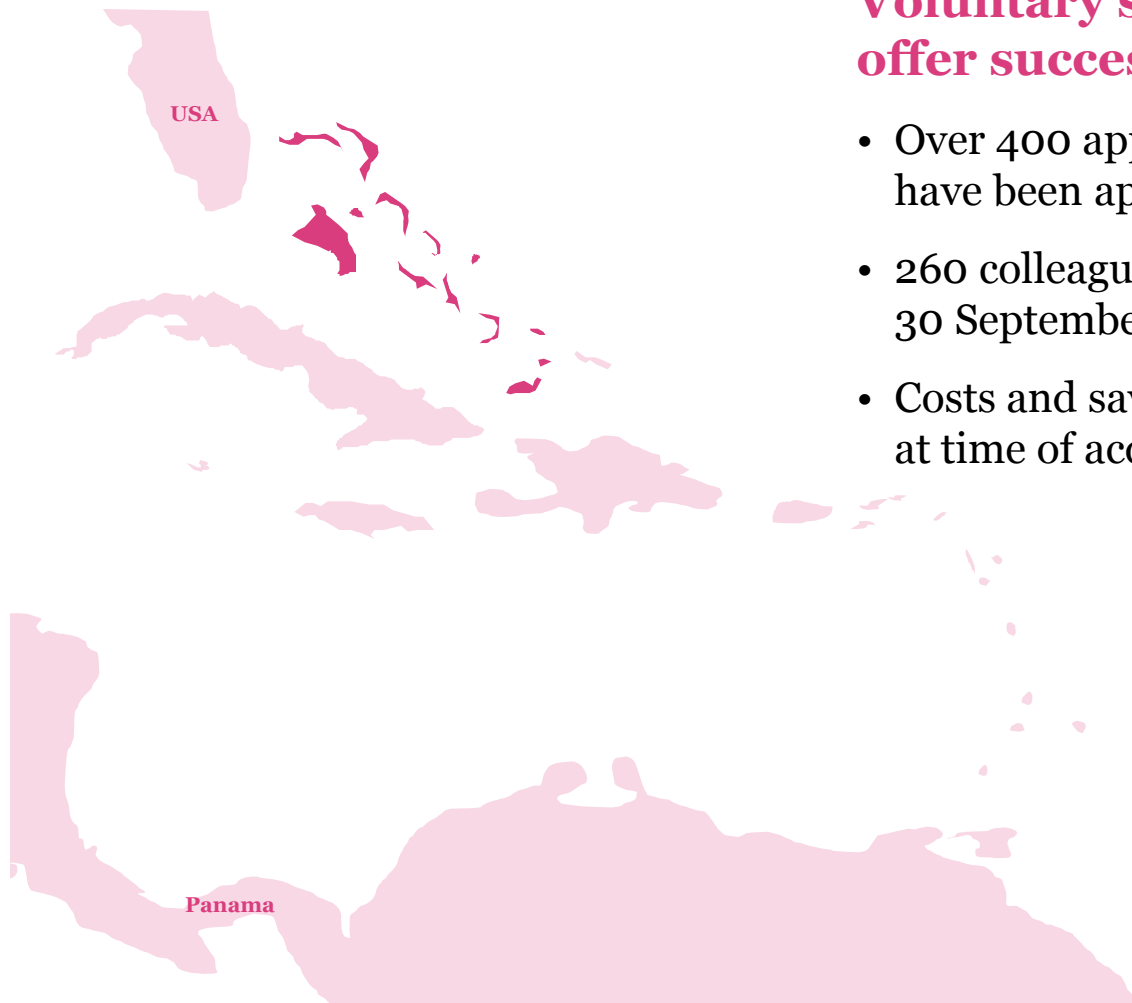 Voluntary s
offer succes
USA
• Over 400 app
have been ap
• 260 colleagu
30 Septembe
• Costs and sav
at time of acc
Panama